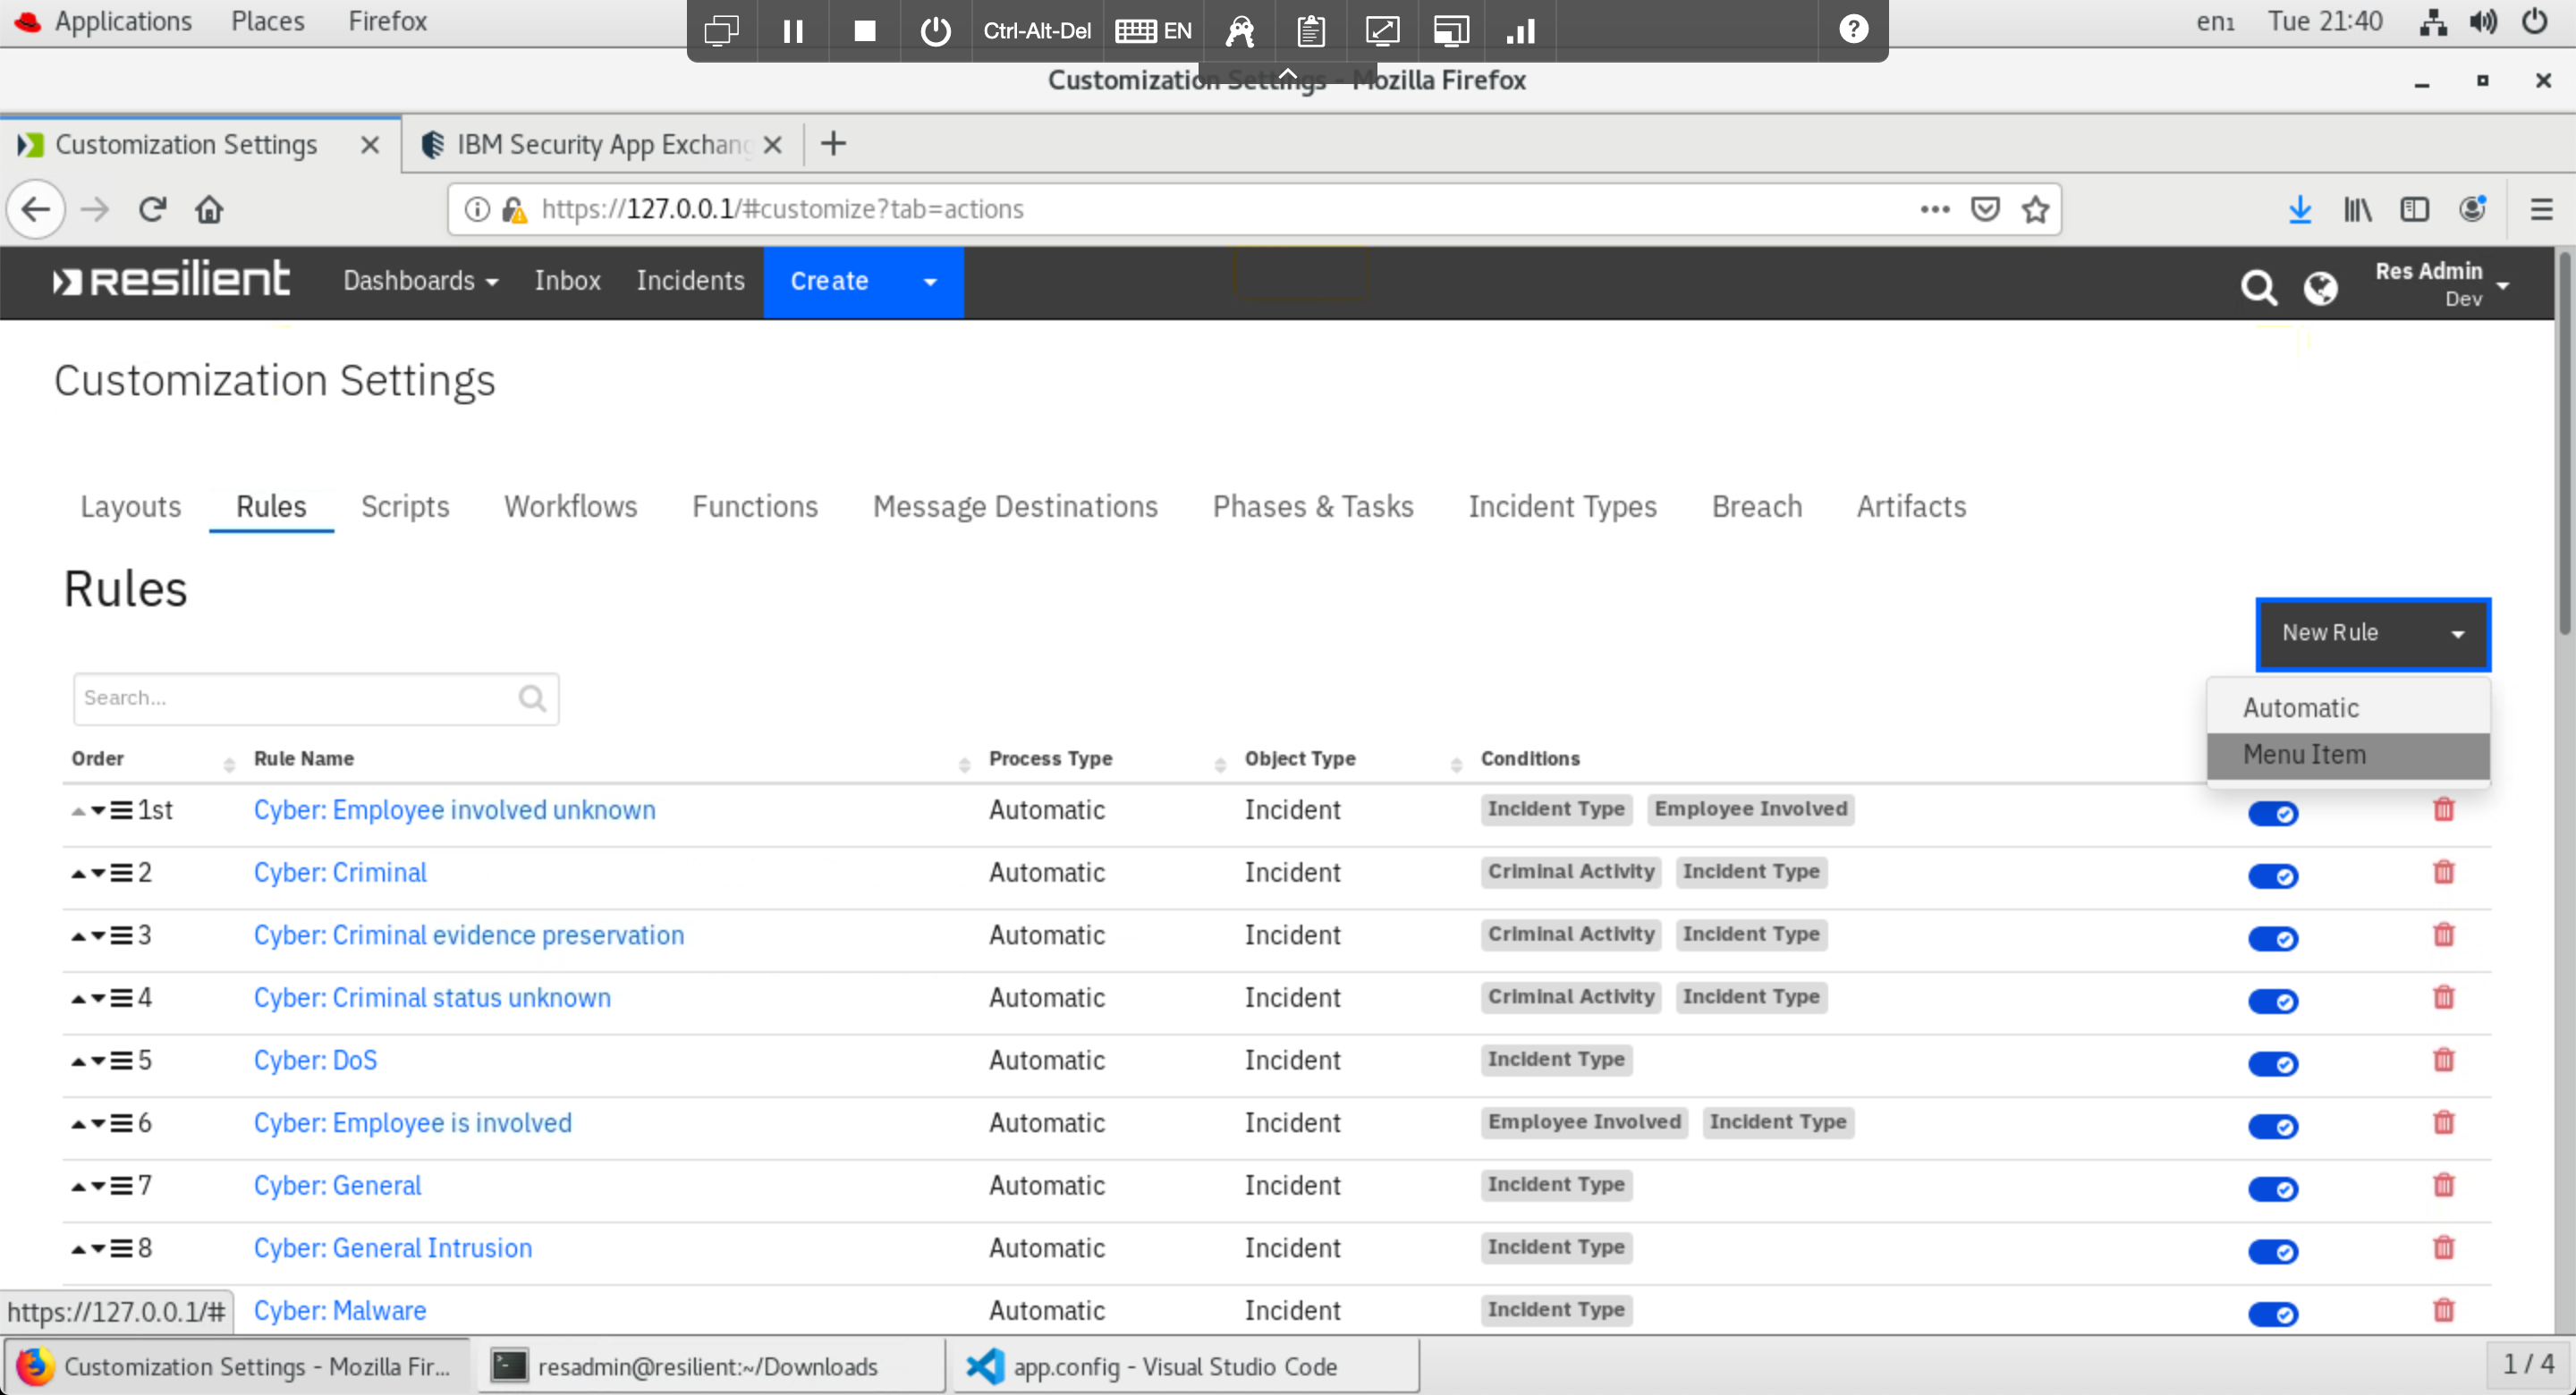 Applications Places Firefox
Ctrl-Alt-Del EN
en₁ Tue 21:40
Customization Settings - Mozilla Firefox
Customization Settings
IBM Security App Exchang
https://127.0.0.1/#customize?tab=actions
Resilient Dashboards Inbox Incidents Create
Res Admin
Dev
Customization Settings
Layouts Rules Scripts Workflows Functions Message Destinations Phases & Tasks Incident Types Breach Artifacts
Rules
New Rule
Automatic
Menu Item
Search...
Order Rule Name Process Type Object Type Conditions
1st Cyber: Employee involved unknown Automatic Incident Incident Type Employee Involved
2 Cyber: Criminal Automatic Incident Criminal Activity Incident Type
3 Cyber: Criminal evidence preservation Automatic Incident Criminal Activity Incident Type
4 Cyber: Criminal status unknown Automatic Incident Criminal Activity Incident Type
5 Cyber: DoS Automatic Incident Incident Type
6 Cyber: Employee is involved Automatic Incident Employee Involved Incident Type
7 Cyber: General Automatic Incident Incident Type
8 Cyber: General Intrusion Automatic Incident Incident Type
https://127.0.0.1/# Cyber: Malware Automatic Incident Incident Type
Customization Settings - Mozilla Fir... resadmin@resilient:~/Downloads app.config - Visual Studio Code 1 / 4